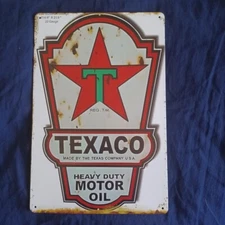 T
TEXACO
MADE BY THE TEXAS COMPANY U.S.A.
HEAVY DUTY
MOTOR
OIL